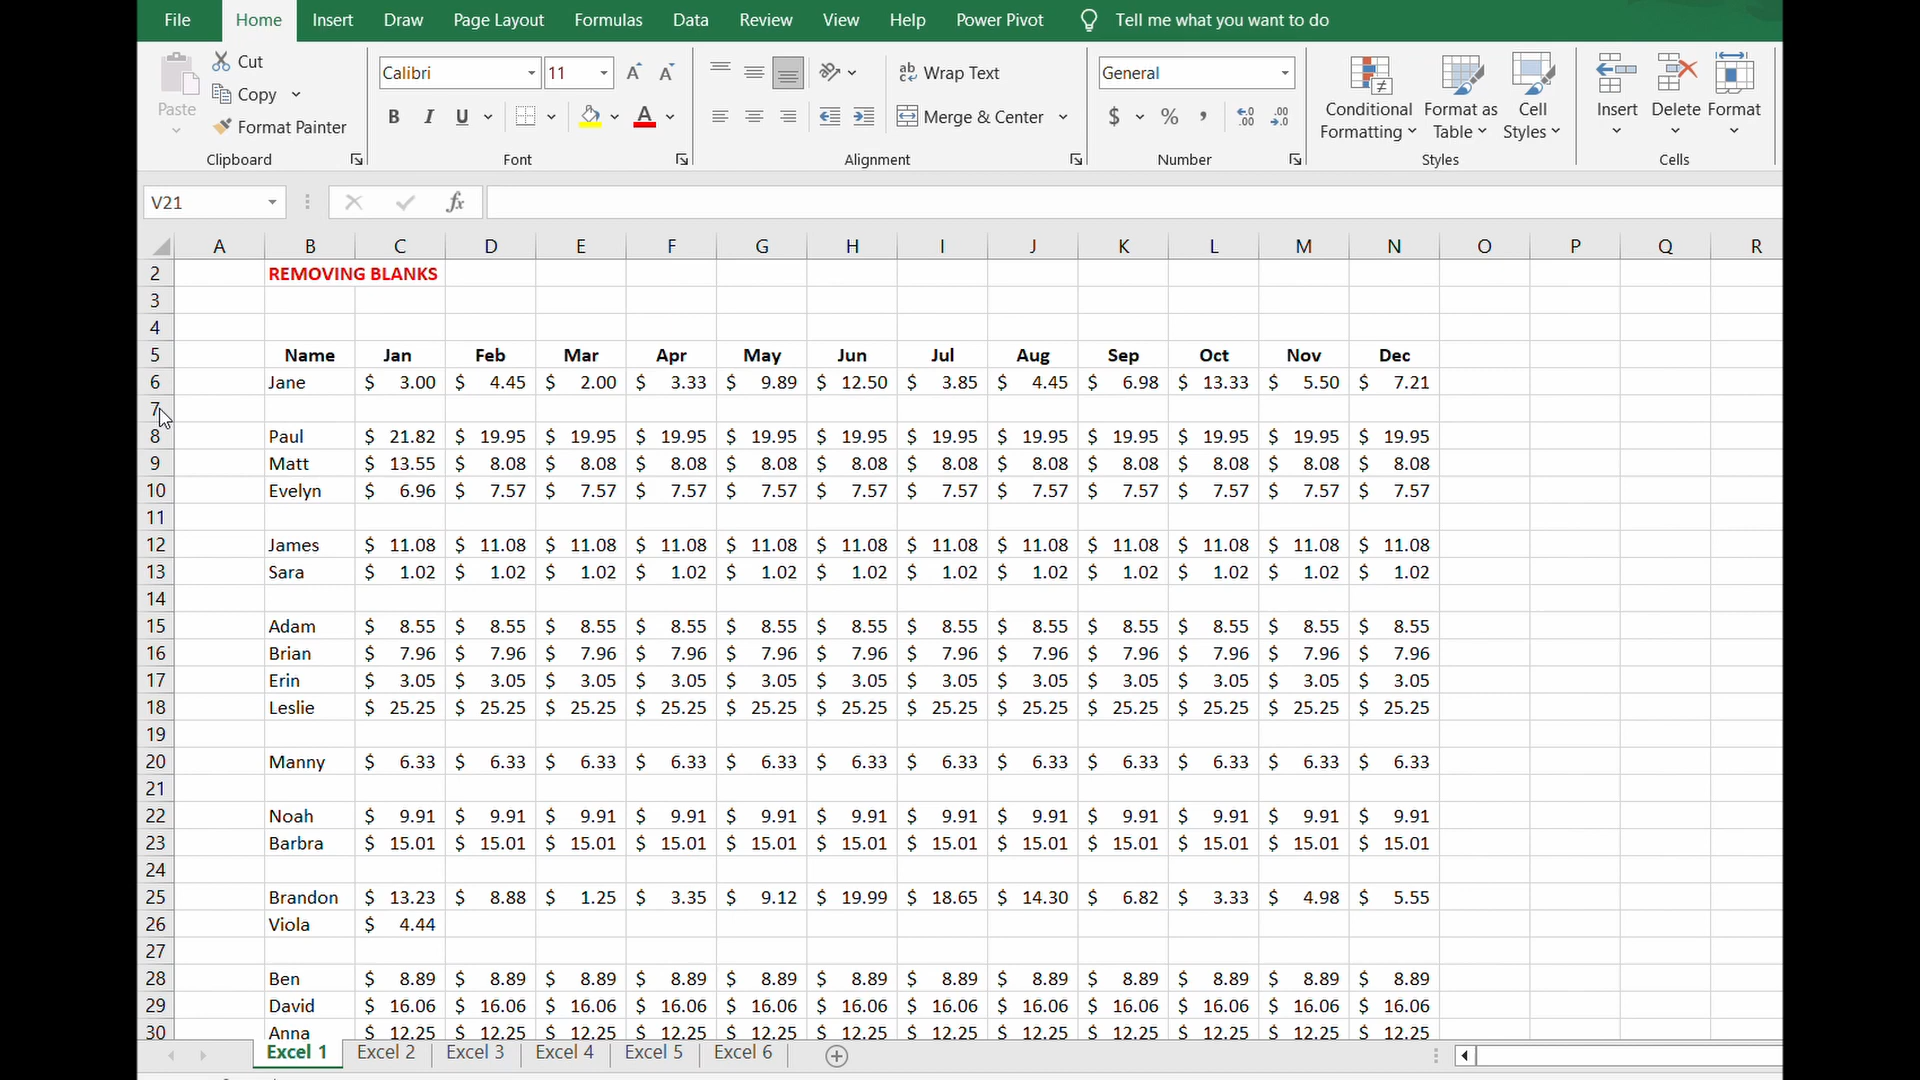 File Home Insert Draw Page Layout Formulas Data Review View Help Power Pivot Tell me what you want to do
Paste Cut Copy Format Painter Clipboard
Calibri 11 A A B I U A Font
ab Wrap Text Merge & Center Alignment
General $ % , .00 .00 Number
Conditional Formatting Format as Table Cell Styles Styles
Insert Delete Format Cells
V21 fx
A B C D E F G H I J K L M N O P Q R
2 REMOVING BLANKS
3
4
5 Name Jan Feb Mar Apr May Jun Jul Aug Sep Oct Nov Dec
6 Jane $ 3.00 $ 4.45 $ 2.00 $ 3.33 $ 9.89 $ 12.50 $ 3.85 $ 4.45 $ 6.98 $ 13.33 $ 5.50 $ 7.21
7
8 Paul $ 21.82 $ 19.95 $ 19.95 $ 19.95 $ 19.95 $ 19.95 $ 19.95 $ 19.95 $ 19.95 $ 19.95 $ 19.95 $ 19.95
9 Matt $ 13.55 $ 8.08 $ 8.08 $ 8.08 $ 8.08 $ 8.08 $ 8.08 $ 8.08 $ 8.08 $ 8.08 $ 8.08 $ 8.08
10 Evelyn $ 6.96 $ 7.57 $ 7.57 $ 7.57 $ 7.57 $ 7.57 $ 7.57 $ 7.57 $ 7.57 $ 7.57 $ 7.57 $ 7.57
11
12 James $ 11.08 $ 11.08 $ 11.08 $ 11.08 $ 11.08 $ 11.08 $ 11.08 $ 11.08 $ 11.08 $ 11.08 $ 11.08 $ 11.08
13 Sara $ 1.02 $ 1.02 $ 1.02 $ 1.02 $ 1.02 $ 1.02 $ 1.02 $ 1.02 $ 1.02 $ 1.02 $ 1.02 $ 1.02
14
15 Adam $ 8.55 $ 8.55 $ 8.55 $ 8.55 $ 8.55 $ 8.55 $ 8.55 $ 8.55 $ 8.55 $ 8.55 $ 8.55 $ 8.55
16 Brian $ 7.96 $ 7.96 $ 7.96 $ 7.96 $ 7.96 $ 7.96 $ 7.96 $ 7.96 $ 7.96 $ 7.96 $ 7.96 $ 7.96
17 Erin $ 3.05 $ 3.05 $ 3.05 $ 3.05 $ 3.05 $ 3.05 $ 3.05 $ 3.05 $ 3.05 $ 3.05 $ 3.05 $ 3.05
18 Leslie $ 25.25 $ 25.25 $ 25.25 $ 25.25 $ 25.25 $ 25.25 $ 25.25 $ 25.25 $ 25.25 $ 25.25 $ 25.25 $ 25.25
19
20 Manny $ 6.33 $ 6.33 $ 6.33 $ 6.33 $ 6.33 $ 6.33 $ 6.33 $ 6.33 $ 6.33 $ 6.33 $ 6.33 $ 6.33
21
22 Noah $ 9.91 $ 9.91 $ 9.91 $ 9.91 $ 9.91 $ 9.91 $ 9.91 $ 9.91 $ 9.91 $ 9.91 $ 9.91 $ 9.91
23 Barbra $ 15.01 $ 15.01 $ 15.01 $ 15.01 $ 15.01 $ 15.01 $ 15.01 $ 15.01 $ 15.01 $ 15.01 $ 15.01 $ 15.01
24
25 Brandon $ 13.23 $ 8.88 $ 1.25 $ 3.35 $ 9.12 $ 19.99 $ 18.65 $ 14.30 $ 6.82 $ 3.33 $ 4.98 $ 5.55
26 Viola $ 4.44
27
28 Ben $ 8.89 $ 8.89 $ 8.89 $ 8.89 $ 8.89 $ 8.89 $ 8.89 $ 8.89 $ 8.89 $ 8.89 $ 8.89 $ 8.89
29 David $ 16.06 $ 16.06 $ 16.06 $ 16.06 $ 16.06 $ 16.06 $ 16.06 $ 16.06 $ 16.06 $ 16.06 $ 16.06 $ 16.06
30 Anna $ 12.25 $ 12.25 $ 12.25 $ 12.25 $ 12.25 $ 12.25 $ 12.25 $ 12.25 $ 12.25 $ 12.25 $ 12.25 $ 12.25
Excel 1 Excel 2 Excel 3 Excel 4 Excel 5 Excel 6